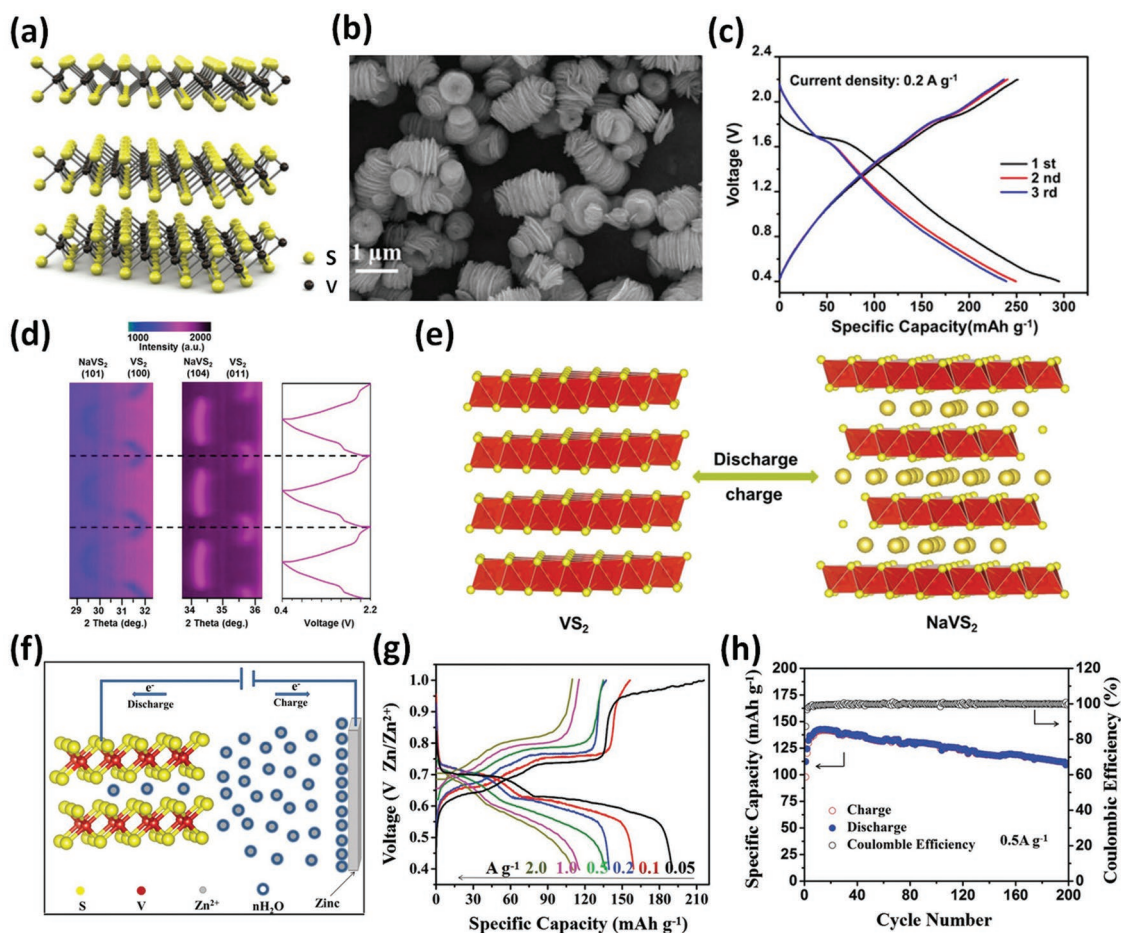 (a)
S
V
(b)
1 μm
(c)
2.4
2.0
1.6
1.2
0.8
0.4
Voltage (V)
Current density: 0.2 A g⁻¹
1 st
2 nd
3 rd
0 50 100 150 200 250 300
Specific Capacity(mAh g⁻¹)
(d)
1000 2000
Intensity (a.u.)
NaVS₂ VS₂ NaVS₂ VS₂
(101) (100) (104) (011)
29 30 31 32 34 35 36 0.4 2.2
2 Theta (deg.) 2 Theta (deg.) Voltage (V)
(e)
Discharge
charge
VS₂ NaVS₂
(f)
e⁻ e⁻
Discharge Charge
S V Zn²⁺ nH₂O Zinc
(g)
1.0
0.9
0.8
0.7
0.6
0.5
0.4
Voltage (V Zn/Zn²⁺)
A g⁻¹ 2.0 1.0 0.5 0.2 0.1 0.05
0 30 60 90 120 150 180 210
Specific Capacity (mAh g⁻¹)
(h)
200
175
150
125
100
75
50
25
0
Specific Capacity (mAh g⁻¹)
120
100
80
60
40
20
0
Coulombic Efficiency (%)
Charge
Discharge
Coulomble Efficiency 0.5A g⁻¹
0 40 80 120 160 200
Cycle Number